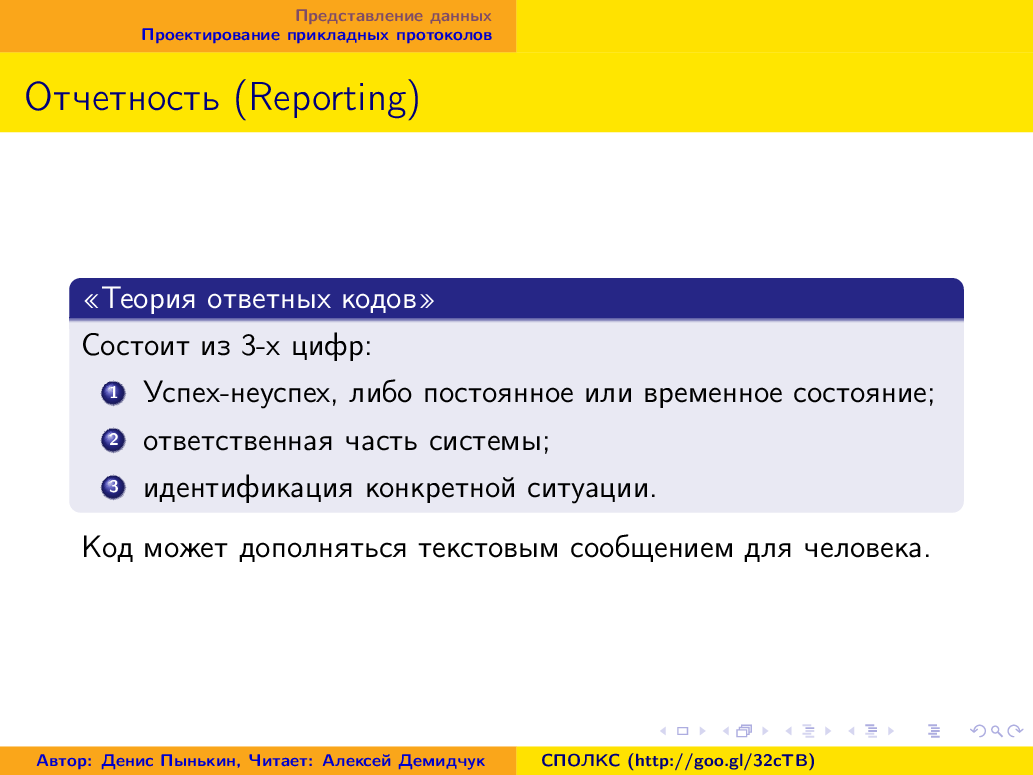 Представление данных
Проектирование прикладных протоколов
Отчетность (Reporting)
«Теория ответных кодов»
Состоит из 3-х цифр:
1 Успех-неуспех, либо постоянное или временное состояние;
2 ответственная часть системы;
3 идентификация конкретной ситуации.
Код может дополняться текстовым сообщением для человека.
Автор: Денис Пынькин, Читает: Алексей Демидчук
СПОЛКС (http://goo.gl/32cTB)